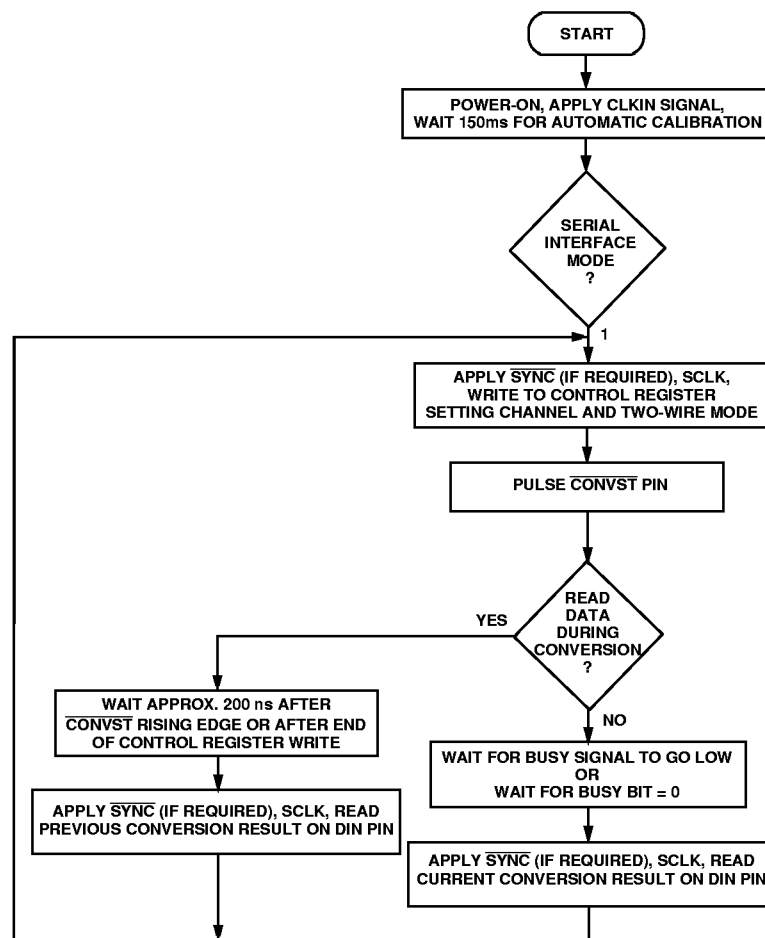 START
POWER-ON, APPLY CLKIN SIGNAL,
WAIT 150ms FOR AUTOMATIC CALIBRATION
SERIAL
INTERFACE
MODE
?
1
APPLY SYNC (IF REQUIRED), SCLK,
WRITE TO CONTROL REGISTER
SETTING CHANNEL AND TWO-WIRE MODE
PULSE CONVST PIN
READ
DATA
DURING
CONVERSION
?
YES
WAIT APPROX. 200 ns AFTER
CONVST RISING EDGE OR AFTER END
OF CONTROL REGISTER WRITE
APPLY SYNC (IF REQUIRED), SCLK, READ
PREVIOUS CONVERSION RESULT ON DIN PIN
NO
WAIT FOR BUSY SIGNAL TO GO LOW
OR
WAIT FOR BUSY BIT = 0
APPLY SYNC (IF REQUIRED), SCLK, READ
CURRENT CONVERSION RESULT ON DIN PIN